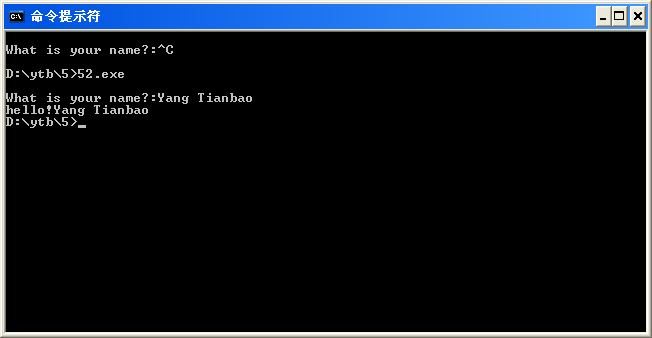 命令提示符
What is your name?:^C
D:\ytb\5>52.exe
What is your name?:Yang Tianbao
hello!Yang Tianbao
D:\ytb\5>_